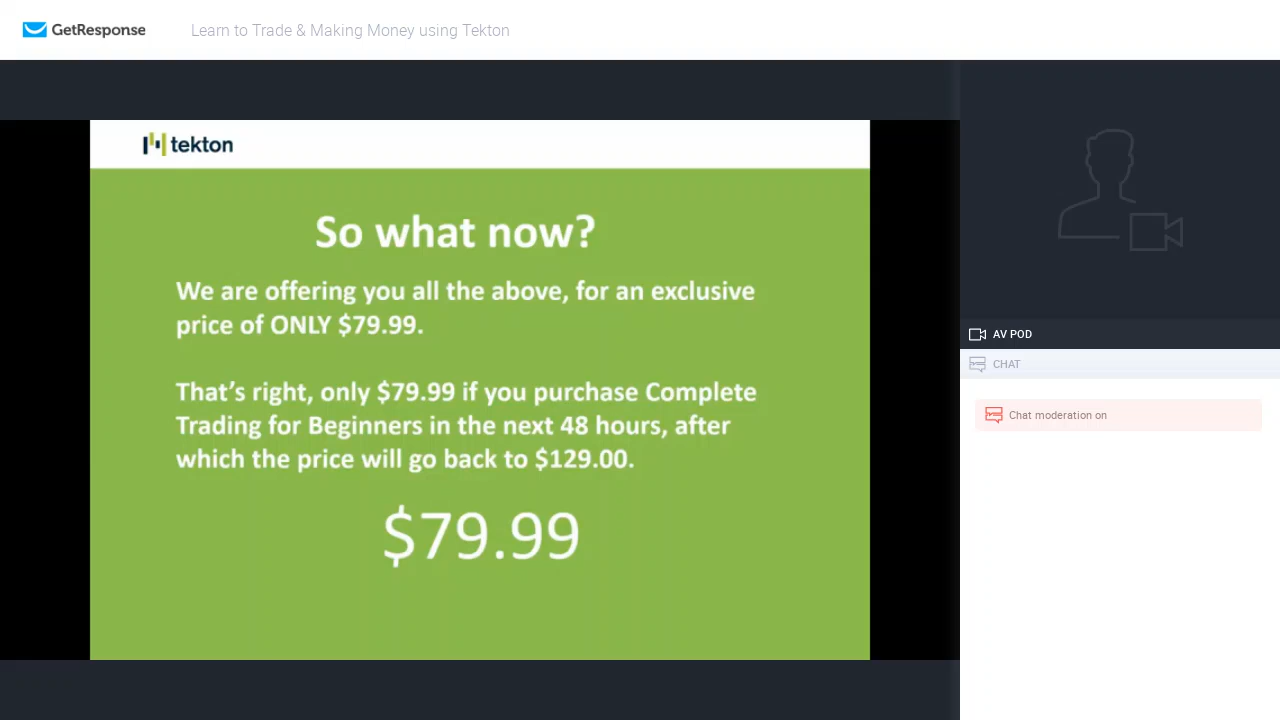 GetResponse
Learn to Trade & Making Money using Tekton
tekton
So what now?
We are offering you all the above, for an exclusive
price of ONLY $79.99.
That's right, only $79.99 if you purchase Complete
Trading for Beginners in the next 48 hours, after
which the price will go back to $129.00.
$79.99
AV POD
CHAT
Chat moderation on